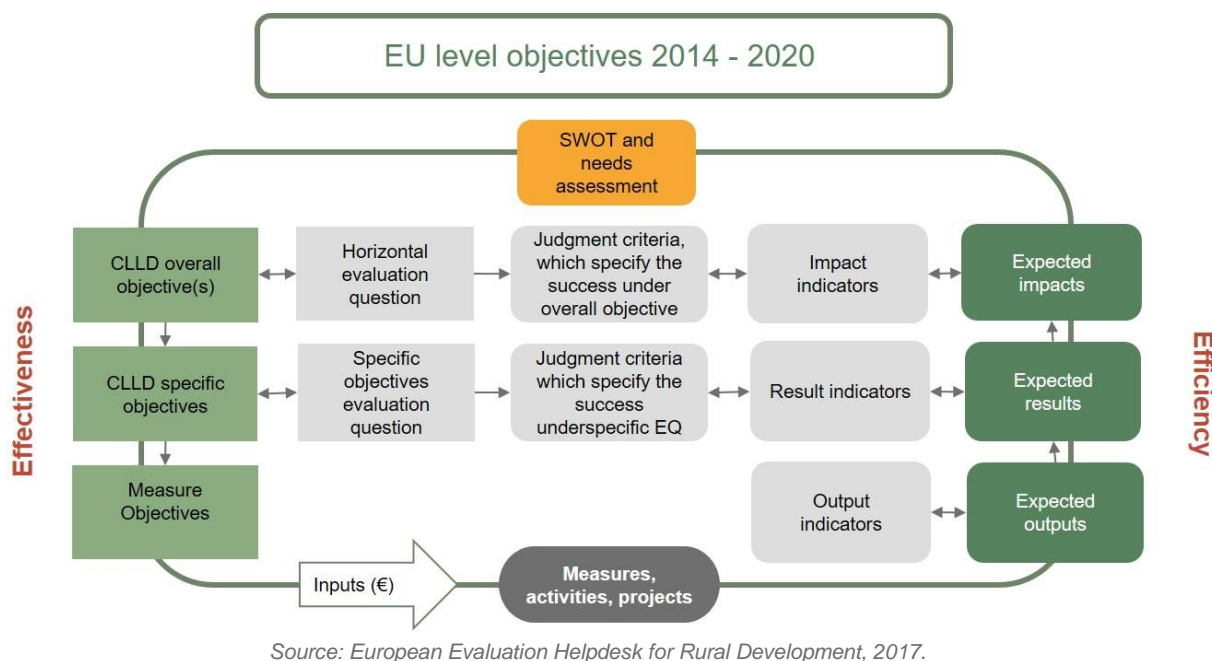 EU level objectives 2014 - 2020
SWOT and
needs
assessment
CLLD overall
objective(s)
Horizontal
evaluation
question
Judgment criteria,
which specify the
success under
overall objective
Impact
indicators
Expected
impacts
Effectiveness
Efficiency
CLLD specific
objectives
Specific
objectives
evaluation
question
Judgment criteria
which specify the
success
underspecific EQ
Result indicators
Expected
results
Measure
Objectives
Output
indicators
Expected
outputs
Inputs (€)
Measures,
activities, projects
Source: European Evaluation Helpdesk for Rural Development, 2017.